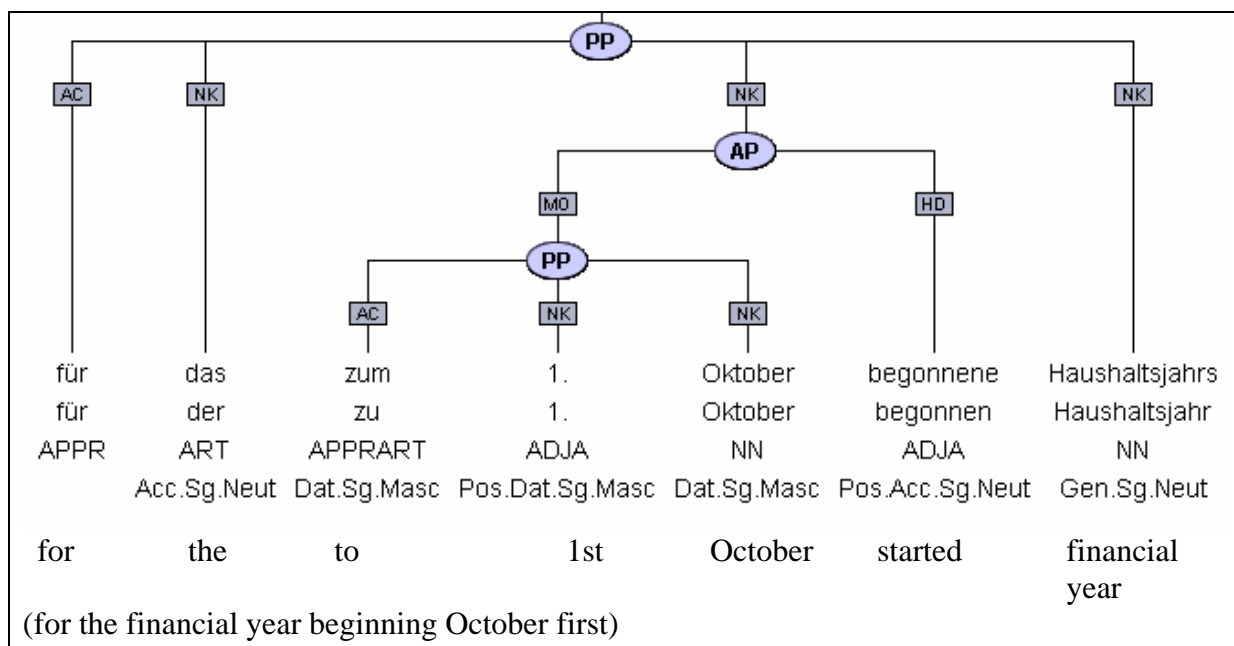 PP
AC NK NK NK
AP
MO HD
PP
AC NK NK
für das zum 1. Oktober begonnene Haushaltsjahrs
für der zu 1. Oktober begonnen Haushaltsjahr
APPR ART APPRART ADJA NN ADJA NN
Acc.Sg.Neut Dat.Sg.Masc Pos.Dat.Sg.Masc Dat.Sg.Masc Pos.Acc.Sg.Neut Gen.Sg.Neut
for the to 1st October started financial
year
(for the financial year beginning October first)